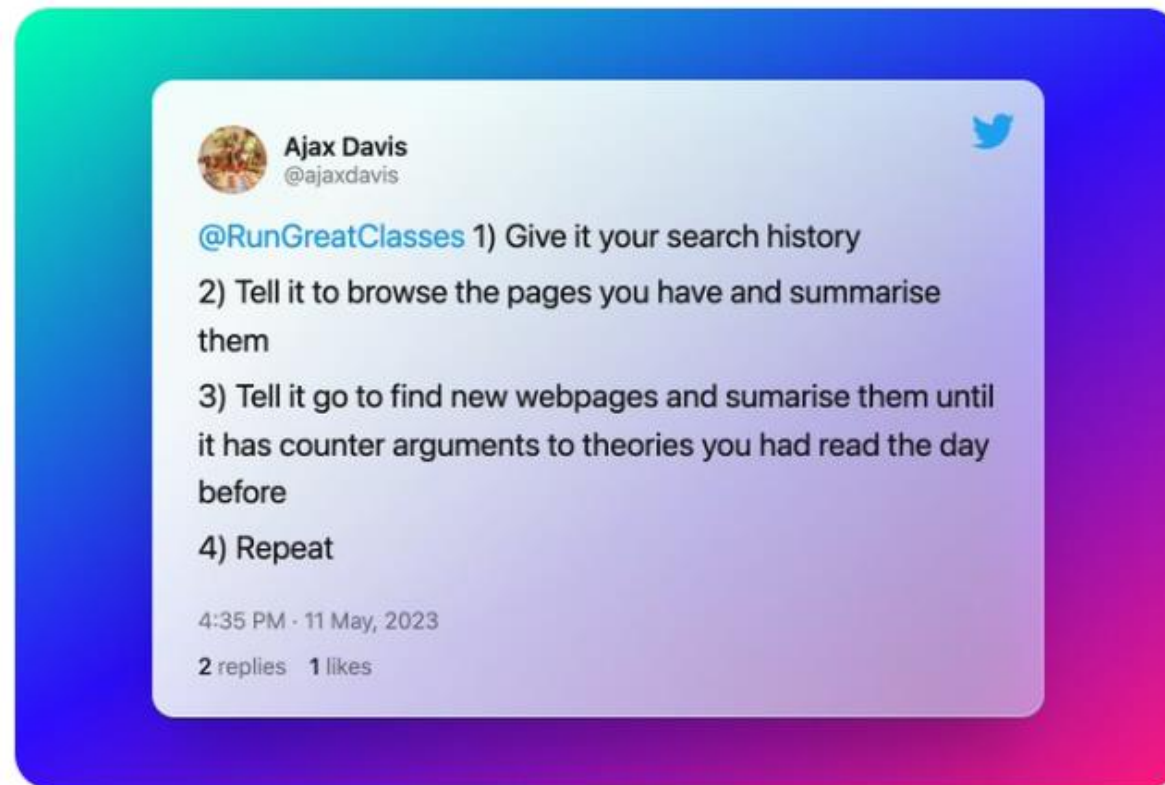 Ajax Davis
@ajaxdavis
@RunGreatClasses 1) Give it your search history
2) Tell it to browse the pages you have and summarise
them
3) Tell it go to find new webpages and sumarise them until
it has counter arguments to theories you had read the day
before
4) Repeat
4:35 PM · 11 May, 2023
2 replies 1 likes